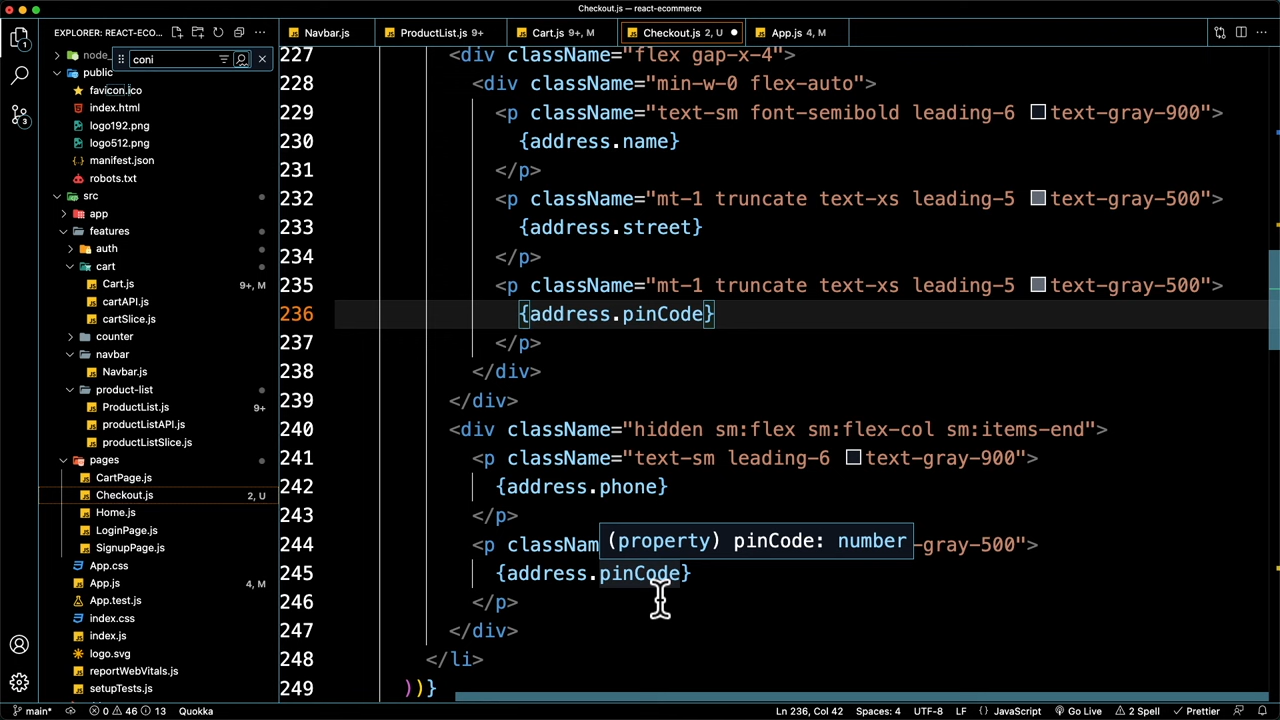 Checkout.js — react-ecommerce
EXPLORER: REACT-ECO...
Navbar.js
ProductList.js 9+
Cart.js 9+, M
Checkout.js 2, U
App.js 4, M
coni
public
favicon.ico
index.html
logo192.png
logo512.png
manifest.json
robots.txt
src
app
features
auth
cart
Cart.js 9+, M
cartAPI.js
cartSlice.js
counter
navbar
Navbar.js
product-list
ProductList.js 9+
productListAPI.js
productListSlice.js
pages
CartPage.js
Checkout.js 2, U
Home.js
LoginPage.js
SignupPage.js
App.css
App.js 4, M
App.test.js
index.css
index.js
logo.svg
reportWebVitals.js
setupTests.js
227 <div className="flex gap-x-4">
228 <div className="min-w-0 flex-auto">
229 <p className="text-sm font-semibold leading-6 text-gray-900">
230 {address.name}
231 </p>
232 <p className="mt-1 truncate text-xs leading-5 text-gray-500">
233 {address.street}
234 </p>
235 <p className="mt-1 truncate text-xs leading-5 text-gray-500">
236 {address.pinCode}
237 </p>
238 </div>
239 </div>
240 <div className="hidden sm:flex sm:flex-col sm:items-end">
241 <p className="text-sm leading-6 text-gray-900">
242 {address.phone}
243 </p>
(property) pinCode: number
244 <p classNam -gray-500">
245 {address.pinCode}
246 </p>
247 </div>
248 </li>
249 ))}
main* 0 46 13 Quokka Ln 236, Col 42 Spaces: 4 UTF-8 LF {} JavaScript Go Live 2 Spell Prettier